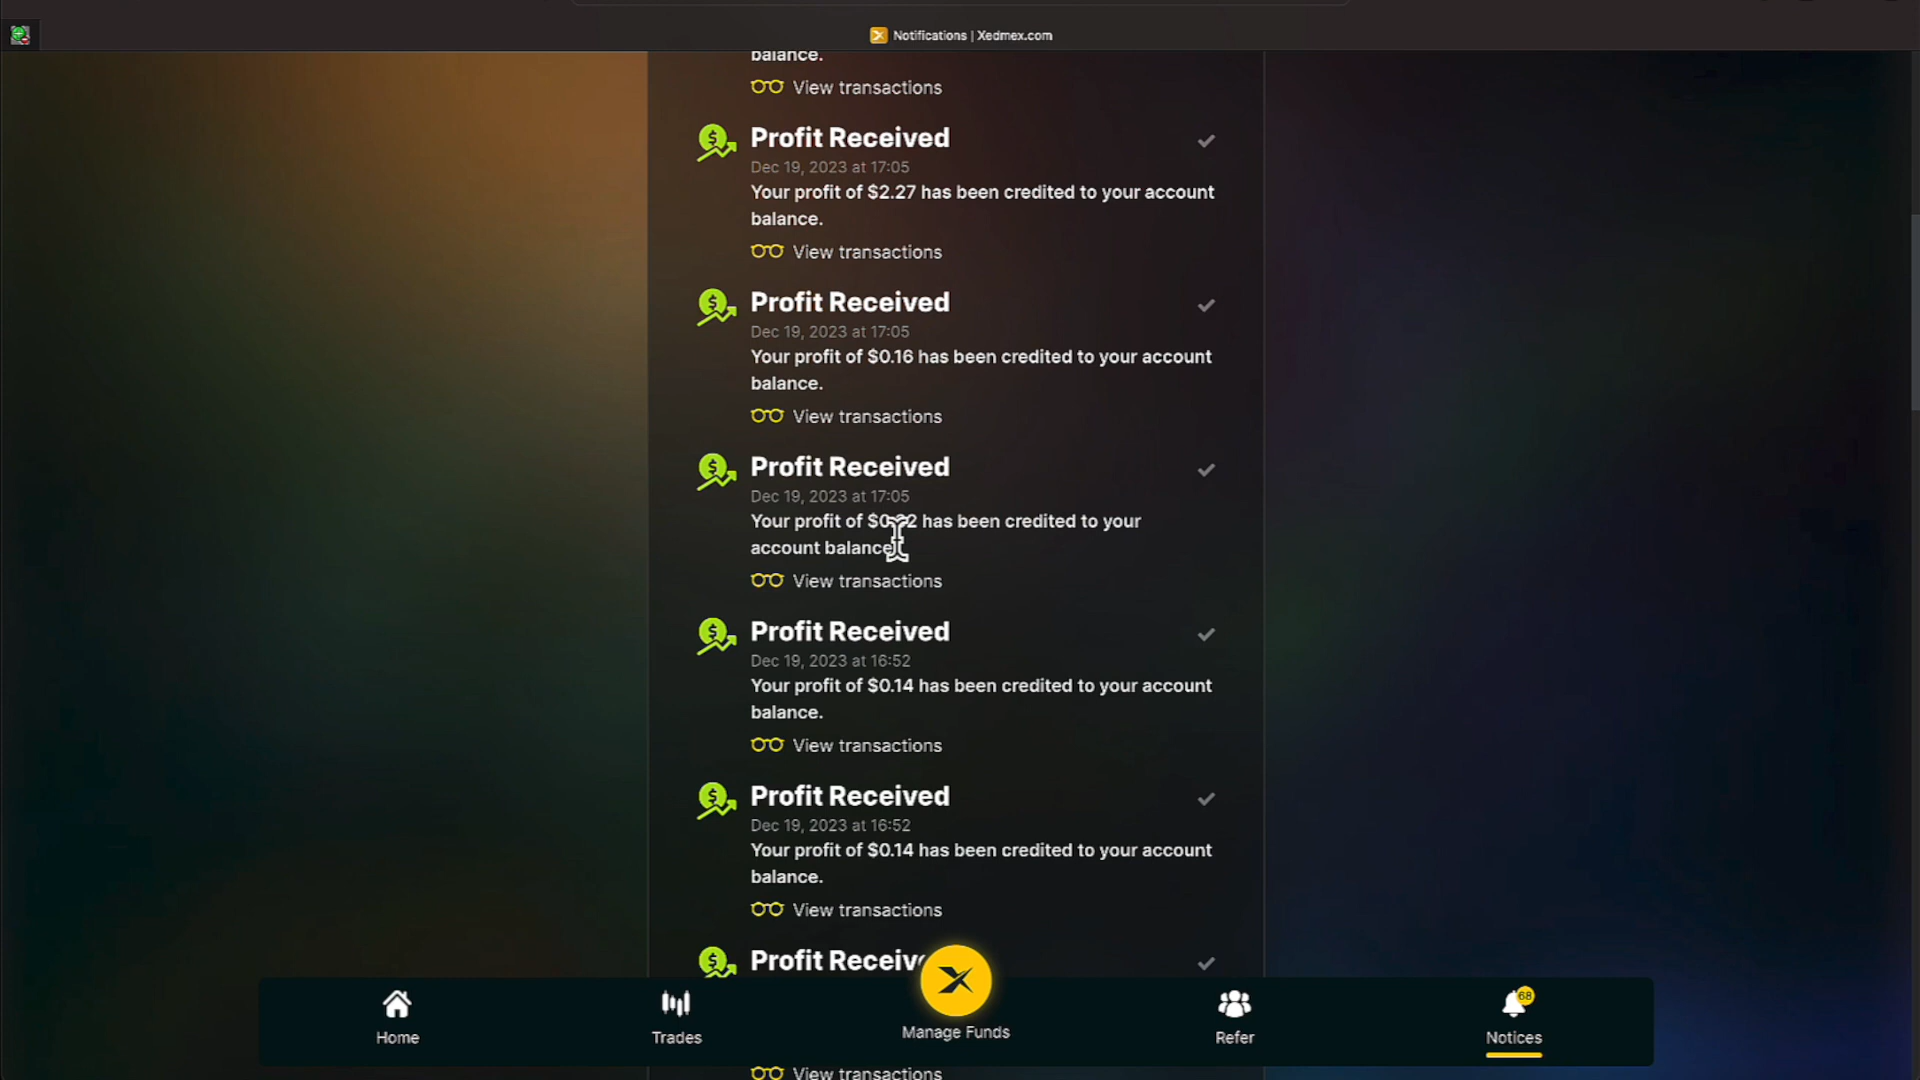 Notifications | Xedmex.com
balance.
View transactions
Profit Received
Dec 19, 2023 at 17:05
Your profit of $2.27 has been credited to your account
balance.
View transactions
Profit Received
Dec 19, 2023 at 17:05
Your profit of $0.16 has been credited to your account
balance.
View transactions
Profit Received
Dec 19, 2023 at 17:05
Your profit of has been credited to your
account balance
View transactions
Profit Received
Dec 19, 2023 at 16:52
Your profit of $0.14 has been credited to your account
balance.
View transactions
Profit Received
Dec 19, 2023 at 16:52
Your profit of $0.14 has been credited to your account
balance.
View transactions
Profit
Home
Trades
Manage Funds
Refer
68
Notices
View transactions